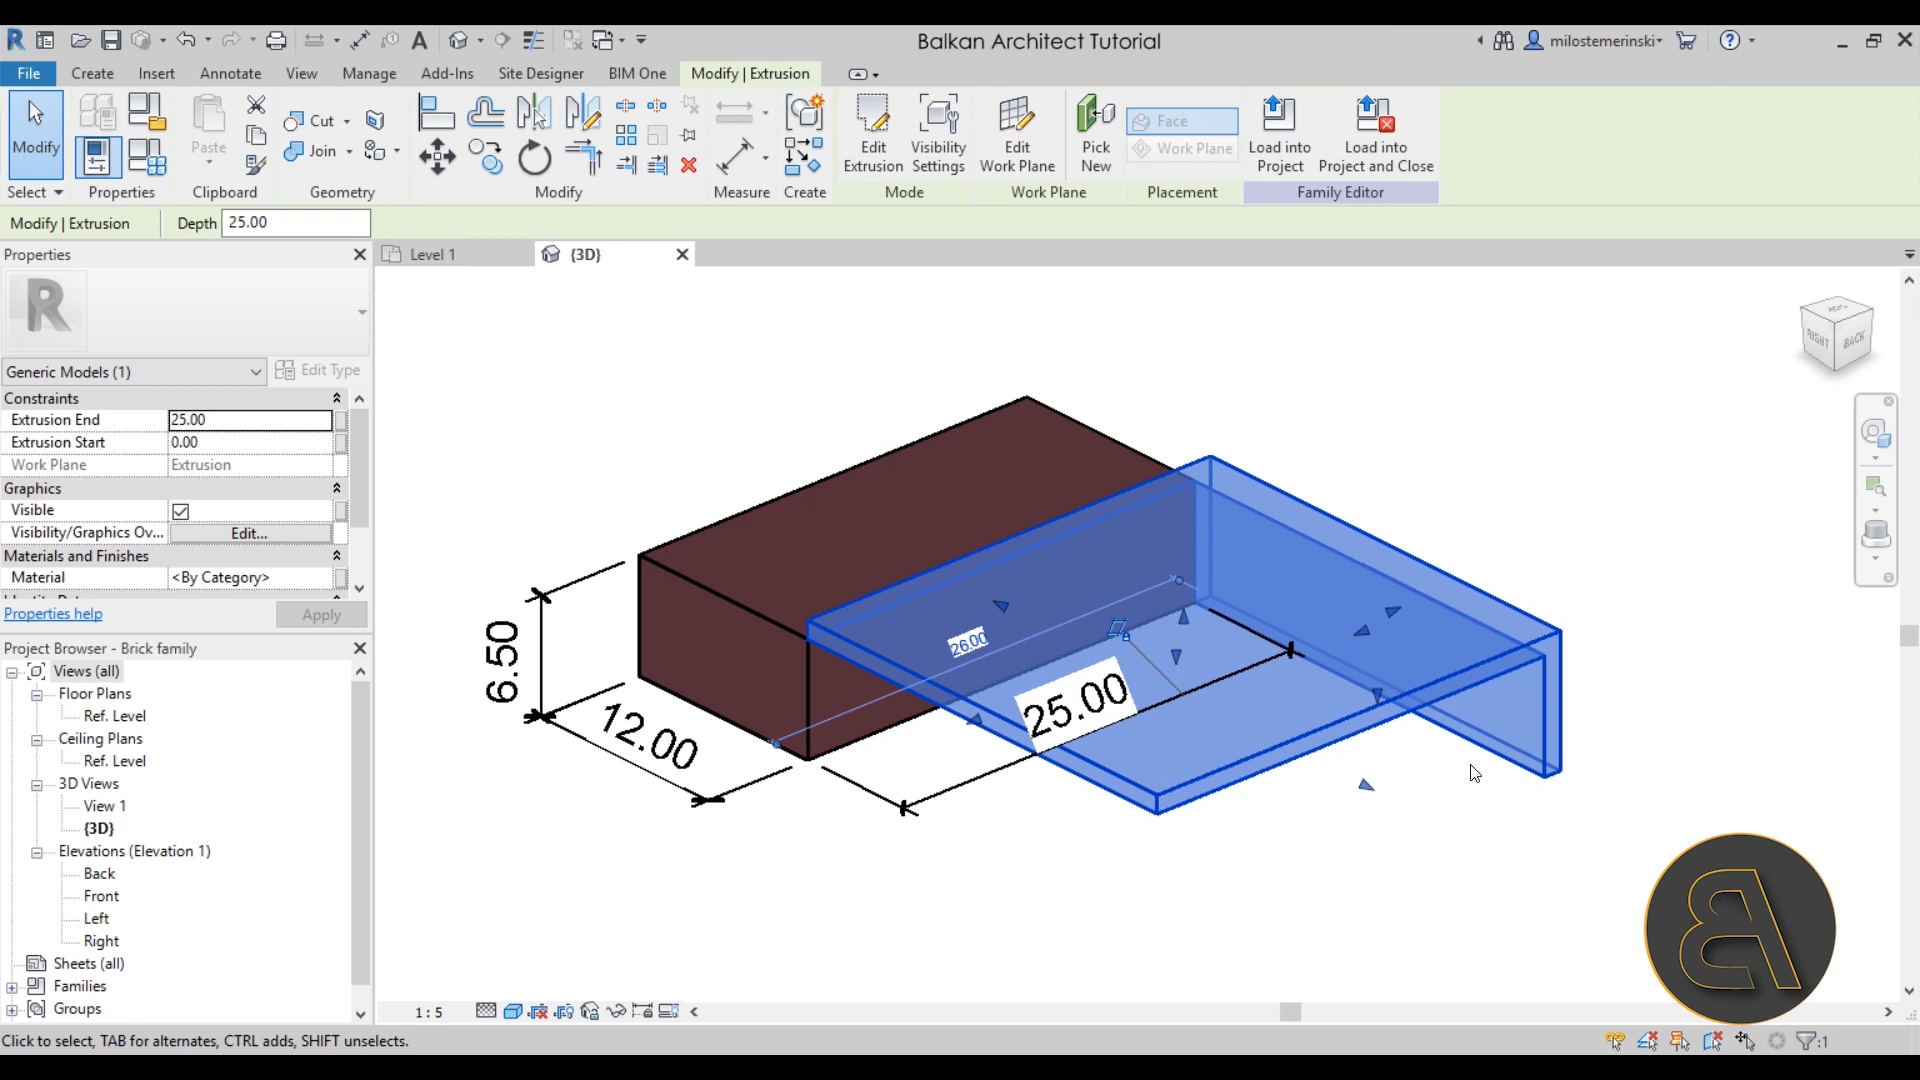 Balkan Architect Tutorial
milostemerinski
File Create Insert Annotate View Manage Add-Ins Site Designer BIM One Modify | Extrusion
Modify
Paste
Cut
Join
Edit Extrusion
Visibility Settings
Edit Work Plane
Pick New
Face
Work Plane
Load into Project
Load into Project and Close
Select Properties Clipboard Geometry Modify Measure Create Mode Work Plane Placement Family Editor
Modify | Extrusion Depth 25.00
Properties
Level 1 {3D}
R
Generic Models (1) Edit Type
Constraints
Extrusion End 25.00
Extrusion Start 0.00
Work Plane Extrusion
Graphics
Visible
Visibility/Graphics Ov... Edit...
Materials and Finishes
Material <By Category>
Properties help Apply
Project Browser - Brick family
Views (all)
Floor Plans
Ref. Level
Ceiling Plans
Ref. Level
3D Views
View 1
{3D}
Elevations (Elevation 1)
Back
Front
Left
Right
Sheets (all)
Families
Groups
RIGHT BACK
6.50
12.00
26.00
25.00
1 : 5
Click to select, TAB for alternates, CTRL adds, SHIFT unselects.
:1